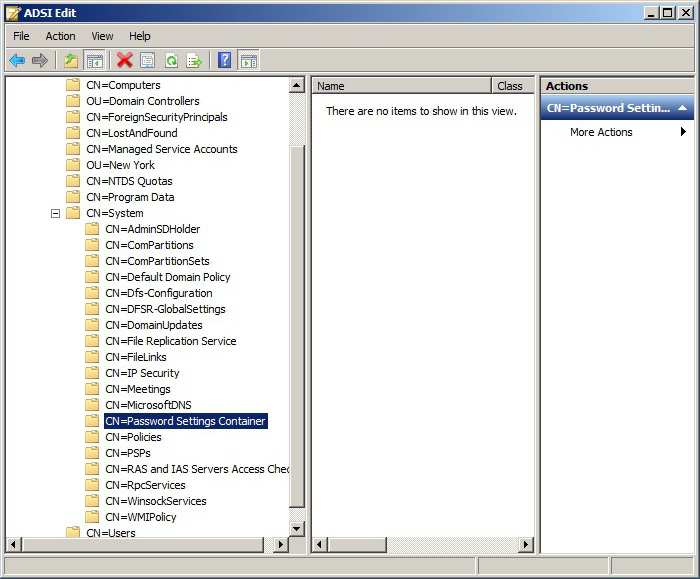 ADSI Edit
File Action View Help
Name Class
Actions
CN=Computers
OU=Domain Controllers
CN=ForeignSecurityPrincipals
CN=LostAndFound
CN=Managed Service Accounts
OU=New York
CN=NTDS Quotas
CN=Program Data
CN=System
CN=AdminSDHolder
CN=ComPartitions
CN=ComPartitionSets
CN=Default Domain Policy
CN=Dfs-Configuration
CN=DFSR-GlobalSettings
CN=DomainUpdates
CN=File Replication Service
CN=FileLinks
CN=IP Security
CN=Meetings
CN=MicrosoftDNS
CN=Password Settings Container
CN=Policies
CN=PSPs
CN=RAS and IAS Servers Access Chec
CN=RpcServices
CN=WinsockServices
CN=WMIPolicy
CN=Users
There are no items to show in this view.
CN=Password Settin...
More Actions